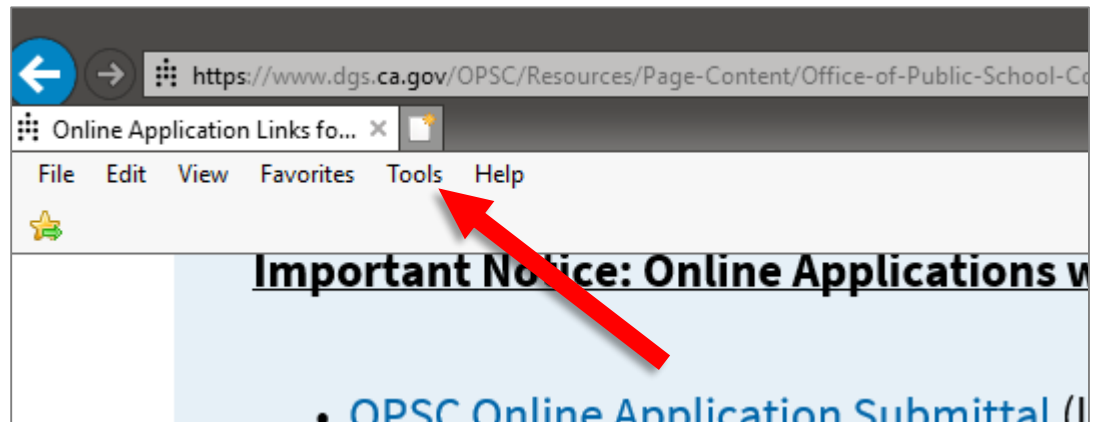 https://www.dgs.ca.gov/OPSC/Resources/Page-Content/Office-of-Public-School-Co
Online Application Links fo...
File Edit View Favorites Tools Help
Important Notice: Online Applications w
• OPSC Online Application Submittal (l